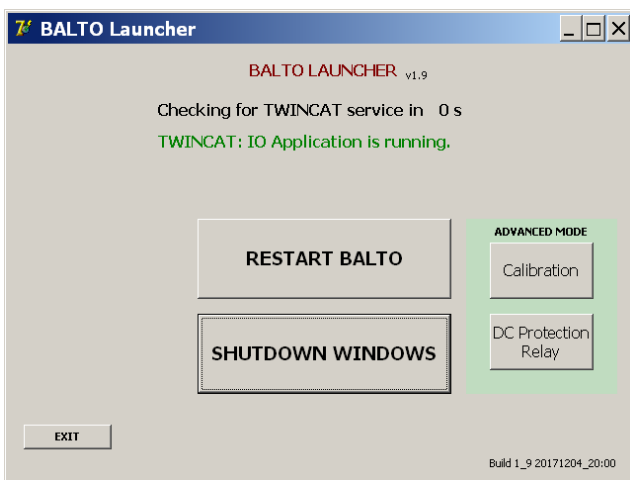 BALTO Launcher
BALTO LAUNCHER v1.9
Checking for TWINCAT service in 0 s
TWINCAT: IO Application is running.
RESTART BALTO
SHUTDOWN WINDOWS
ADVANCED MODE
Calibration
DC Protection
Relay
EXIT
Build 1_9 20171204_20:00